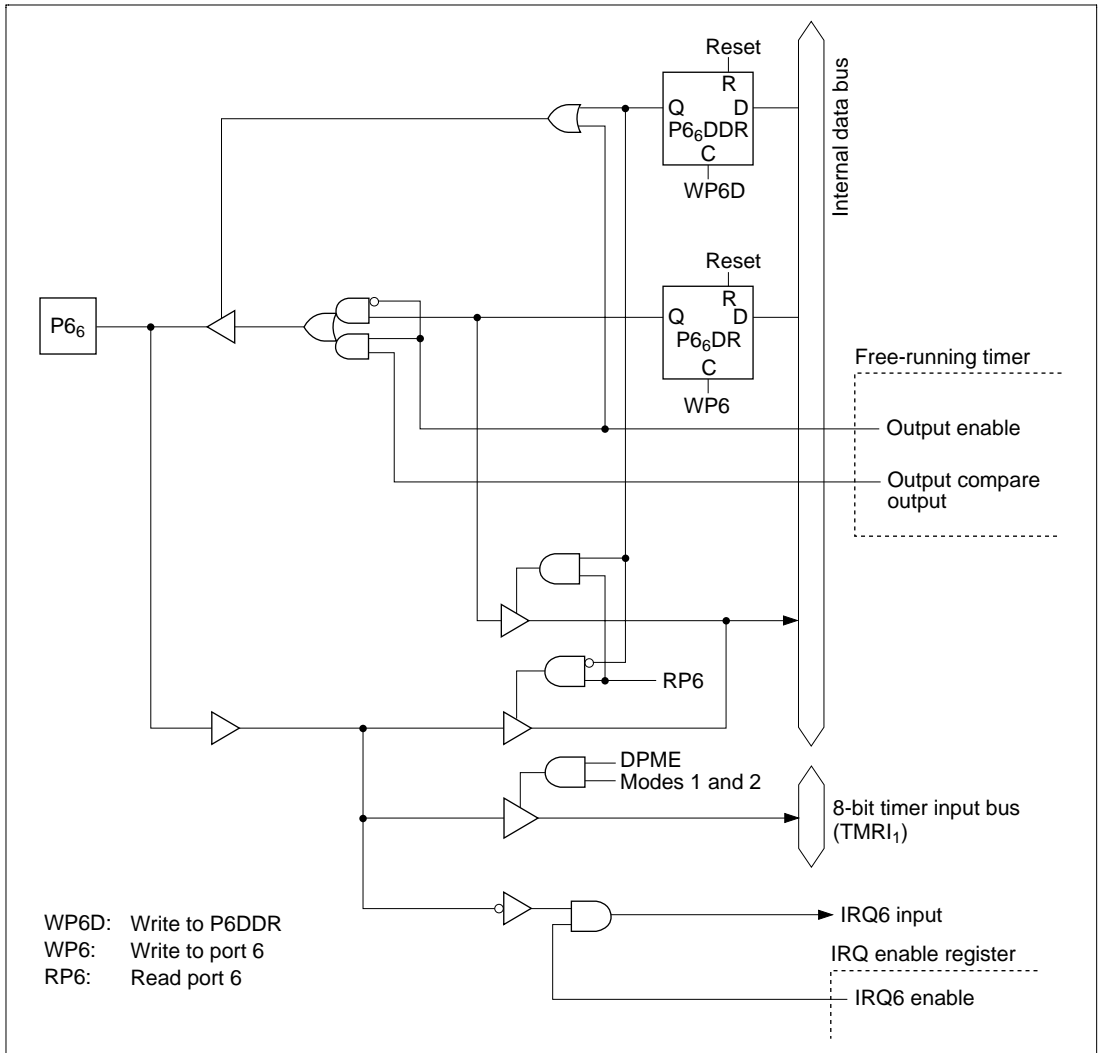 Reset
R
Q D
P6₆DDR
C
WP6D
Internal data bus
Reset
R
Q D
P6₆DR
C
WP6
P6₆
Free-running timer
Output enable
Output compare
output
RP6
DPME
Modes 1 and 2
8-bit timer input bus
(TMRI₁)
IRQ6 input
IRQ enable register
IRQ6 enable
WP6D: Write to P6DDR
WP6: Write to port 6
RP6: Read port 6